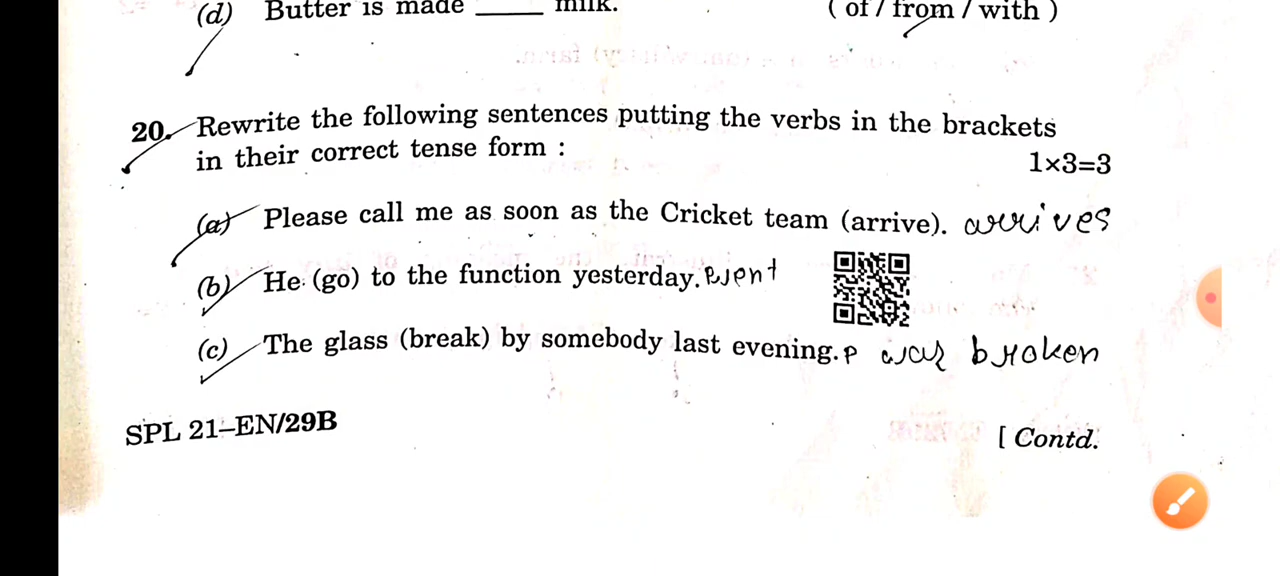 (d) Butter is made _____ milk. ( of / from / with )
20. Rewrite the following sentences putting the verbs in the brackets
in their correct tense form : 1×3=3
(a) Please call me as soon as the Cricket team (arrive). arrives
(b) He (go) to the function yesterday. went
(c) The glass (break) by somebody last evening. P was broken
SPL 21–EN/29B [ Contd.